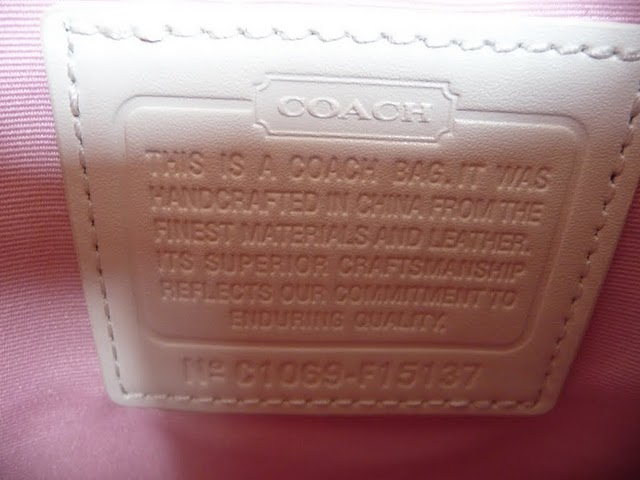 COACH
THIS IS A COACH BAG. IT WAS
HANDCRAFTED IN CHINA FROM THE
FINEST MATERIALS AND LEATHER.
ITS SUPERIOR CRAFTSMANSHIP
REFLECTS OUR COMMITMENT TO
ENDURING QUALITY.
Nº C1069-F15137